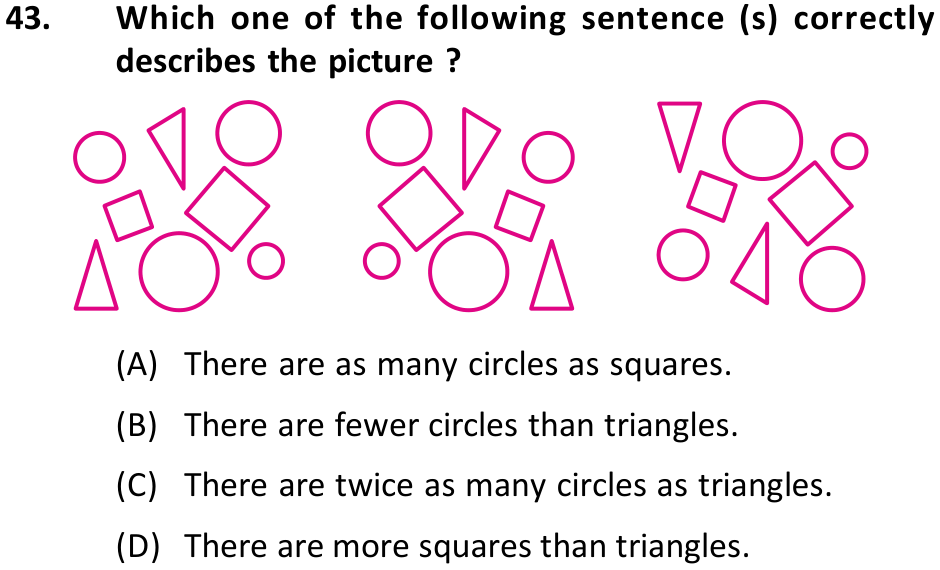 43. Which one of the following sentence (s) correctly
describes the picture ?
(A) There are as many circles as squares.
(B) There are fewer circles than triangles.
(C) There are twice as many circles as triangles.
(D) There are more squares than triangles.